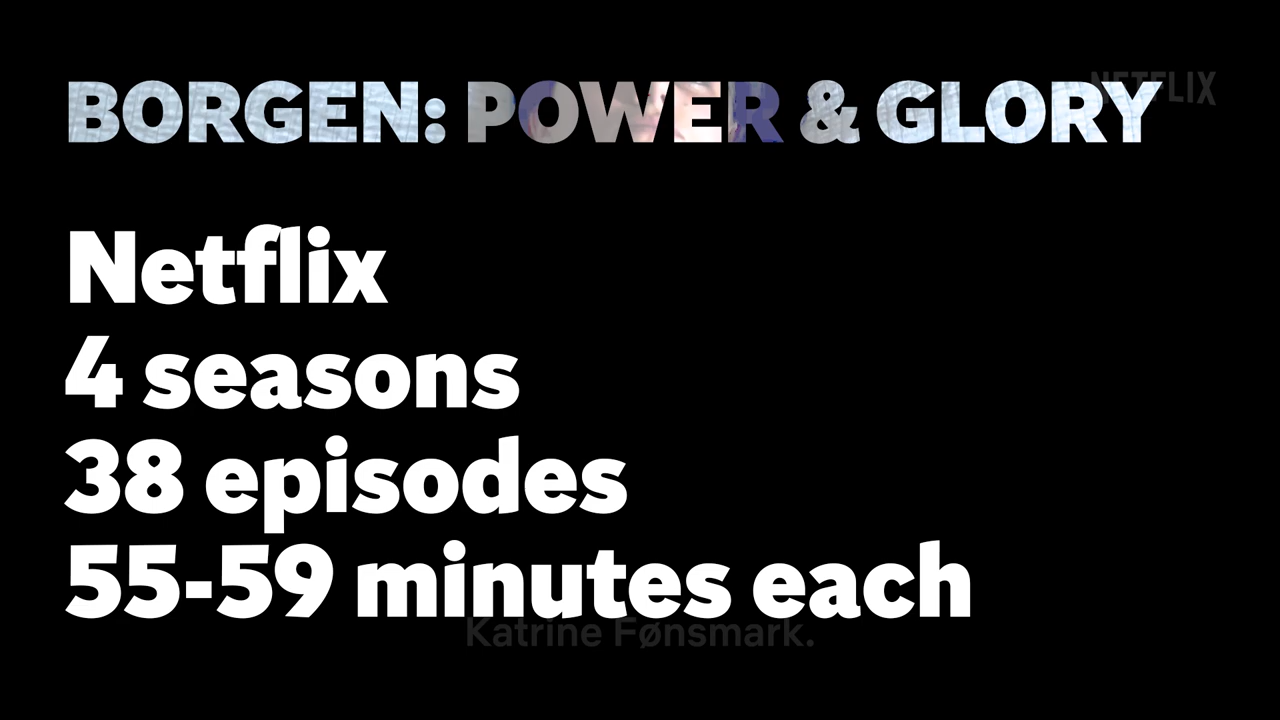 BORGEN: POWER & GLORY
NETFLIX
Netflix
4 seasons
38 episodes
55-59 minutes each
Katrine Fønsmark.